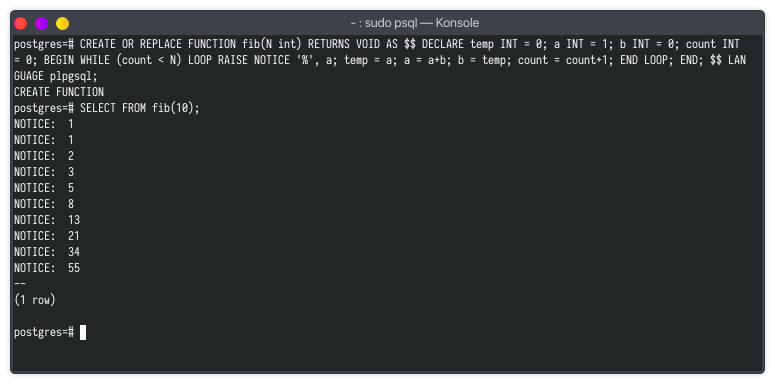 - : sudo psql — Konsole
postgres=# CREATE OR REPLACE FUNCTION fib(N int) RETURNS VOID AS $$ DECLARE temp INT = 0; a INT = 1; b INT = 0; count INT
= 0; BEGIN WHILE (count < N) LOOP RAISE NOTICE '%', a; temp = a; a = a+b; b = temp; count = count+1; END LOOP; END; $$ LAN
GUAGE plpgsql;
CREATE FUNCTION
postgres=# SELECT FROM fib(10);
NOTICE:  1
NOTICE:  1
NOTICE:  2
NOTICE:  3
NOTICE:  5
NOTICE:  8
NOTICE:  13
NOTICE:  21
NOTICE:  34
NOTICE:  55
--
(1 row)
postgres=#